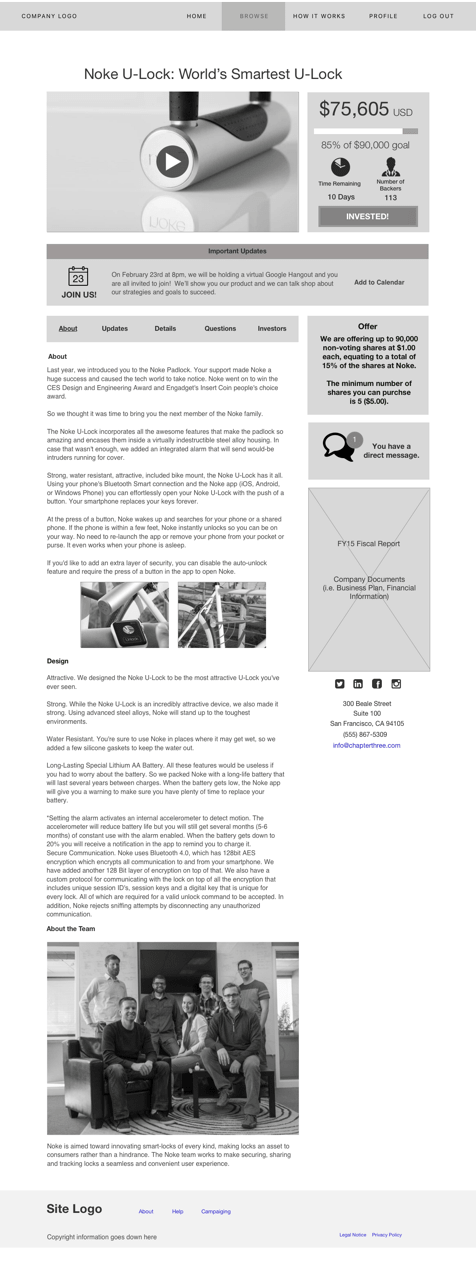 COMPANY LOGO
HOME
BROWSE
HOW IT WORKS
PROFILE
LOG OUT
Noke U-Lock: World's Smartest U-Lock
noke
$75,605 USD
85% of $90,000 goal
Time Remaining
10 Days
Number of
Backers
113
INVESTED!
Important Updates
23
JOIN US!
On February 23rd at 8pm, we will be holding a virtual Google Hangout and you
are all invited to join!  We'll show you our product and we can talk shop about
our strategies and goals to succeed.
Add to Calendar
About
Updates
Details
Questions
Investors
About
Last year, we introduced you to the Noke Padlock. Your support made Noke a
huge success and caused the tech world to take notice. Noke went on to win the
CES Design and Engineering Award and Engadget's Insert Coin people's choice
award.
So we thought it was time to bring you the next member of the Noke family.
The Noke U-Lock incorporates all the awesome features that make the padlock so
amazing and encases them inside a virtually indestructible steel alloy housing. In
case that wasn't enough, we added an integrated alarm that will send would-be
intruders running for cover.
Strong, water resistant, attractive, included bike mount, the Noke U-Lock has it all.
Using your phone's Bluetooth Smart connection and the Noke app (iOS, Android,
or Windows Phone) you can effortlessly open your Noke U-Lock with the push of a
button. Your smartphone replaces your keys forever.
At the press of a button, Noke wakes up and searches for your phone or a shared
phone. If the phone is within a few feet, Noke instantly unlocks so you can be on
your way. No need to re-launch the app or remove your phone from your pocket or
purse. It even works when your phone is asleep.
If you'd like to add an extra layer of security, you can disable the auto-unlock
feature and require the press of a button in the app to open Noke.
Design
Attractive. We designed the Noke U-Lock to be the most attractive U-Lock you've
ever seen.
Strong. While the Noke U-Lock is an incredibly attractive device, we also made it
strong. Using advanced steel alloys, Noke will stand up to the toughest
environments.
Water Resistant. You're sure to use Noke in places where it may get wet, so we
added a few silicone gaskets to keep the water out.
Long-Lasting Special Lithium AA Battery. All these features would be useless if
you had to worry about the battery. So we packed Noke with a long-life battery that
will last several years between charges. When the battery gets low, the Noke app
will give you a warning to make sure you have plenty of time to replace your
battery.
*Setting the alarm activates an internal accelerometer to detect motion. The
accelerometer will reduce battery life but you will still get several months (5-6
months) of constant use with the alarm enabled. When the battery gets down to
20% you will receive a notification in the app to remind you to charge it.
Secure Communication. Noke uses Bluetooth 4.0, which has 128bit AES
encryption which encrypts all communication to and from your smartphone. We
have added another 128 Bit layer of encryption on top of that. We also have a
custom protocol for communicating with the lock on top of all the encryption that
includes unique session ID's, session keys and a digital key that is unique for
every lock. All of which are required for a valid unlock command to be accepted. In
addition, Noke rejects sniffing attempts by disconnecting any unauthorized
communication.
About the Team
Noke is aimed toward innovating smart-locks of every kind, making locks an asset to
consumers rather than a hindrance. The Noke team works to make securing, sharing
and tracking locks a seamless and convenient user experience.
Offer
We are offering up to 90,000
non-voting shares at $1.00
each, equating to a total of
15% of the shares at Noke.
The minimum number of
shares you can purchse
is 5 ($5.00).
1
You have a
direct message.
FY15 Fiscal Report
Company Documents
(i.e. Business Plan, Financial
Information)
300 Beale Street
Suite 100
San Francisco, CA 94105
(555) 867-5309
info@chapterthree.com
Site Logo
About
Help
Campaiging
Copyright information goes down here
Legal Notice
Privacy Policy